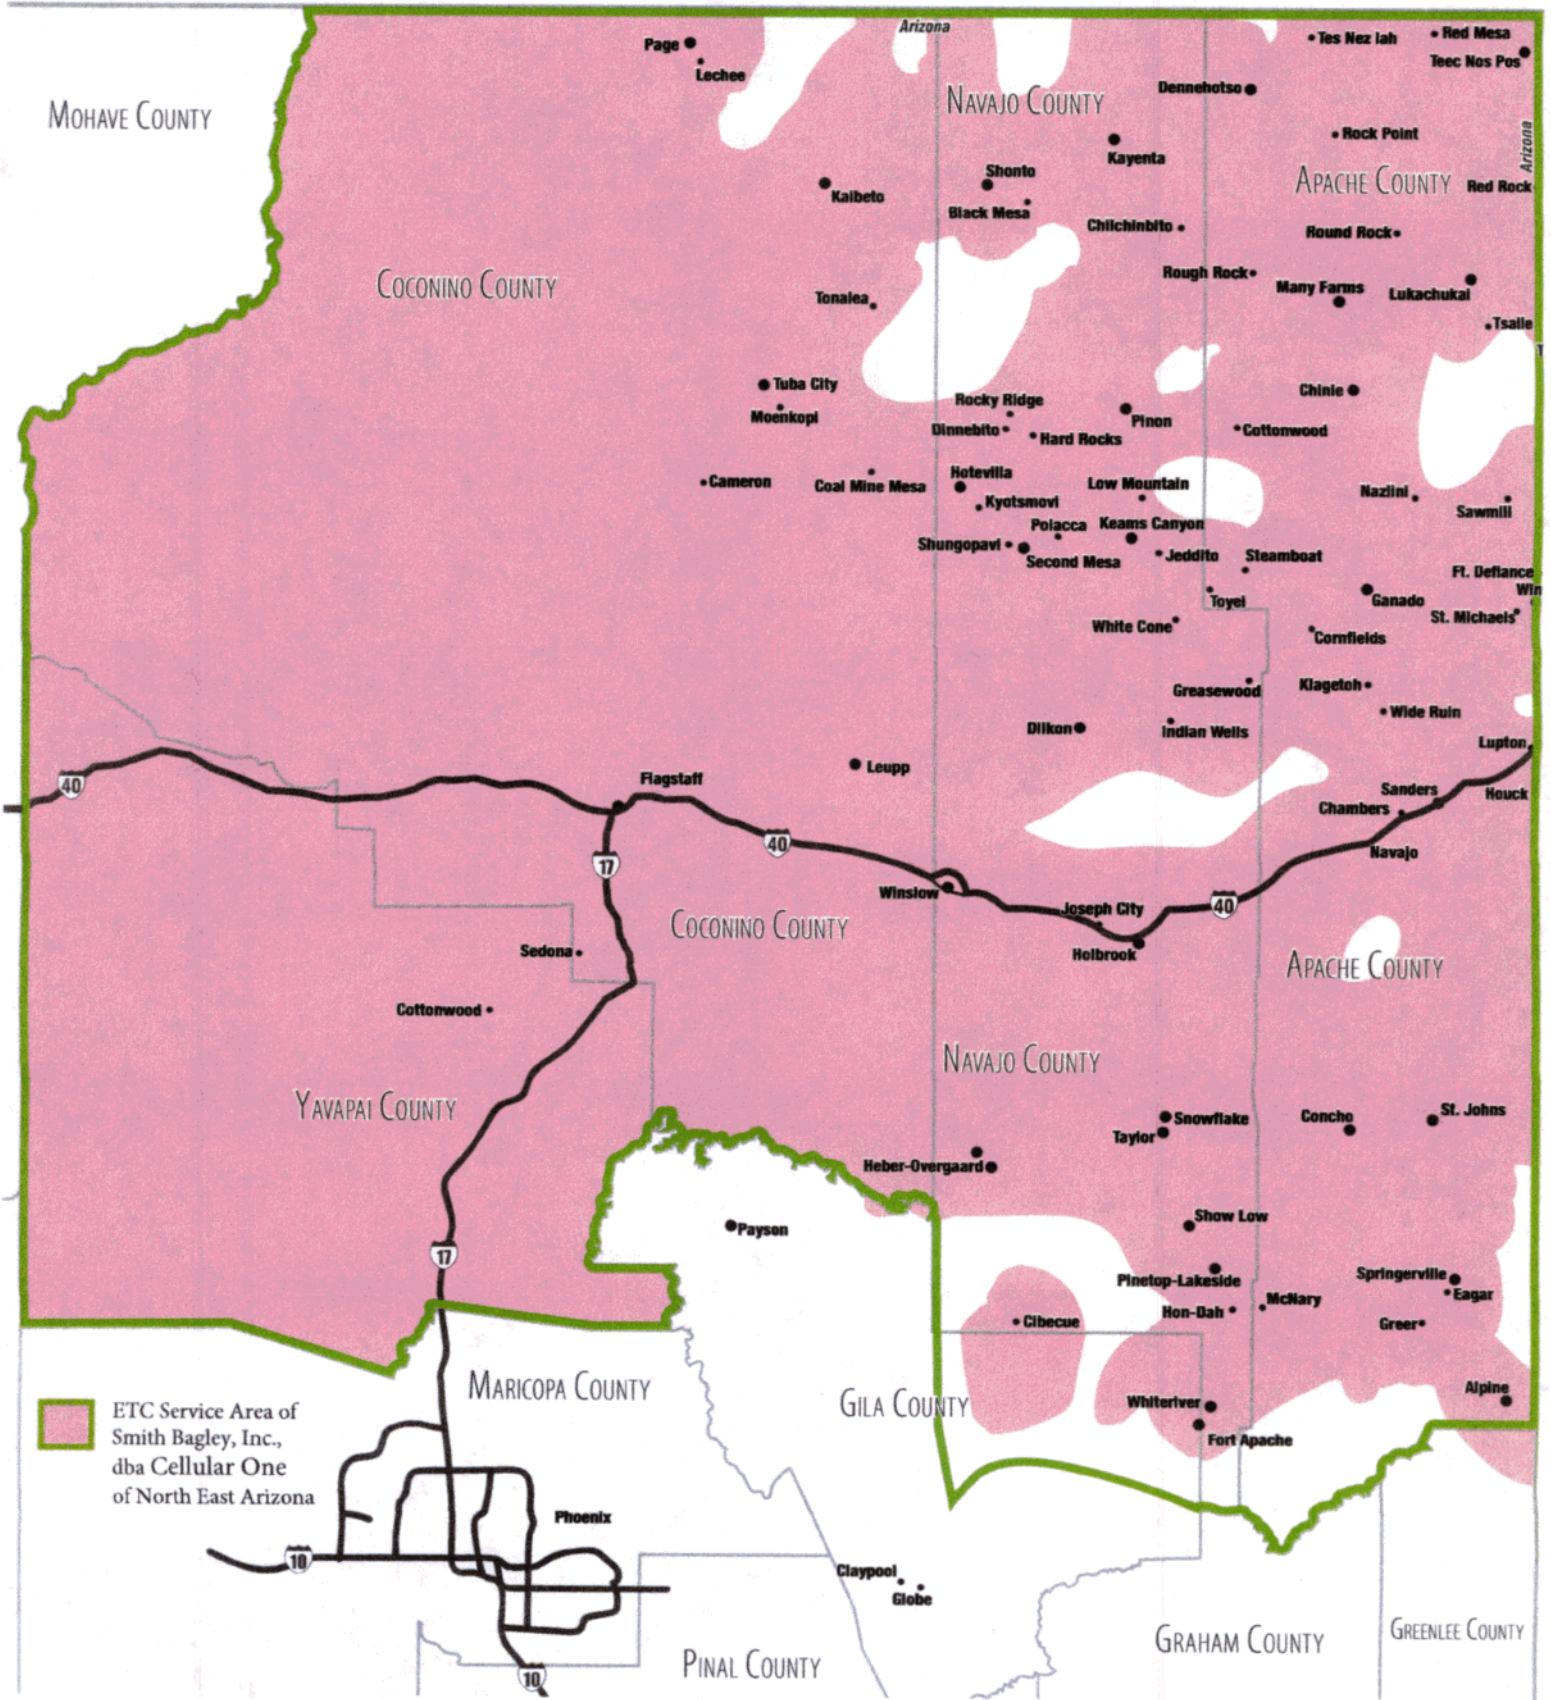 Arizona
Page
Lechee
Tes Nez Iah
Red Mesa
Teec Nos Pos
MOHAVE COUNTY
NAVAJO COUNTY
Dennehotso
Rock Point
Arizona
Kayenta
APACHE COUNTY
Red Rock
Shonto
Kaibeto
Black Mesa
Chilchinbito
Round Rock
Rough Rock
COCONINO COUNTY
Many Farms
Lukachukai
Tonalea
Tsaile
T
Tuba City
Moenkopi
Chinle
Rocky Ridge
Pinon
Dinnebito
Hard Rocks
Cottonwood
Cameron
Coal Mine Mesa
Hotevilla
Low Mountain
Kyotsmovi
Nazlini
Sawmill
Polacca
Keams Canyon
Shungopavi
Second Mesa
Jeddito
Steamboat
Ft. Defiance
Win
Toyei
Ganado
St. Michaels
White Cone
Cornfields
Greasewood
Klagetoh
Wide Ruin
Dilkon
Indian Wells
Lupton
40
Flagstaff
Leupp
Sanders
Houck
Chambers
40
Navajo
17
Winslow
Joseph City
40
Holbrook
COCONINO COUNTY
Sedona
APACHE COUNTY
Cottonwood
NAVAJO COUNTY
YAVAPAI COUNTY
Snowflake
Taylor
Concho
St. Johns
Heber-Overgaard
Payson
Show Low
17
Pinetop-Lakeside
Springerville
Eagar
McNary
Hon-Dah
Cibecue
Greer
MARICOPA COUNTY
GILA COUNTY
Whiteriver
Alpine
Fort Apache
ETC Service Area of
Smith Bagley, Inc.,
dba Cellular One
of North East Arizona
Phoenix
10
Claypool
Globe
10
PINAL COUNTY
GRAHAM COUNTY
GREENLEE COUNTY